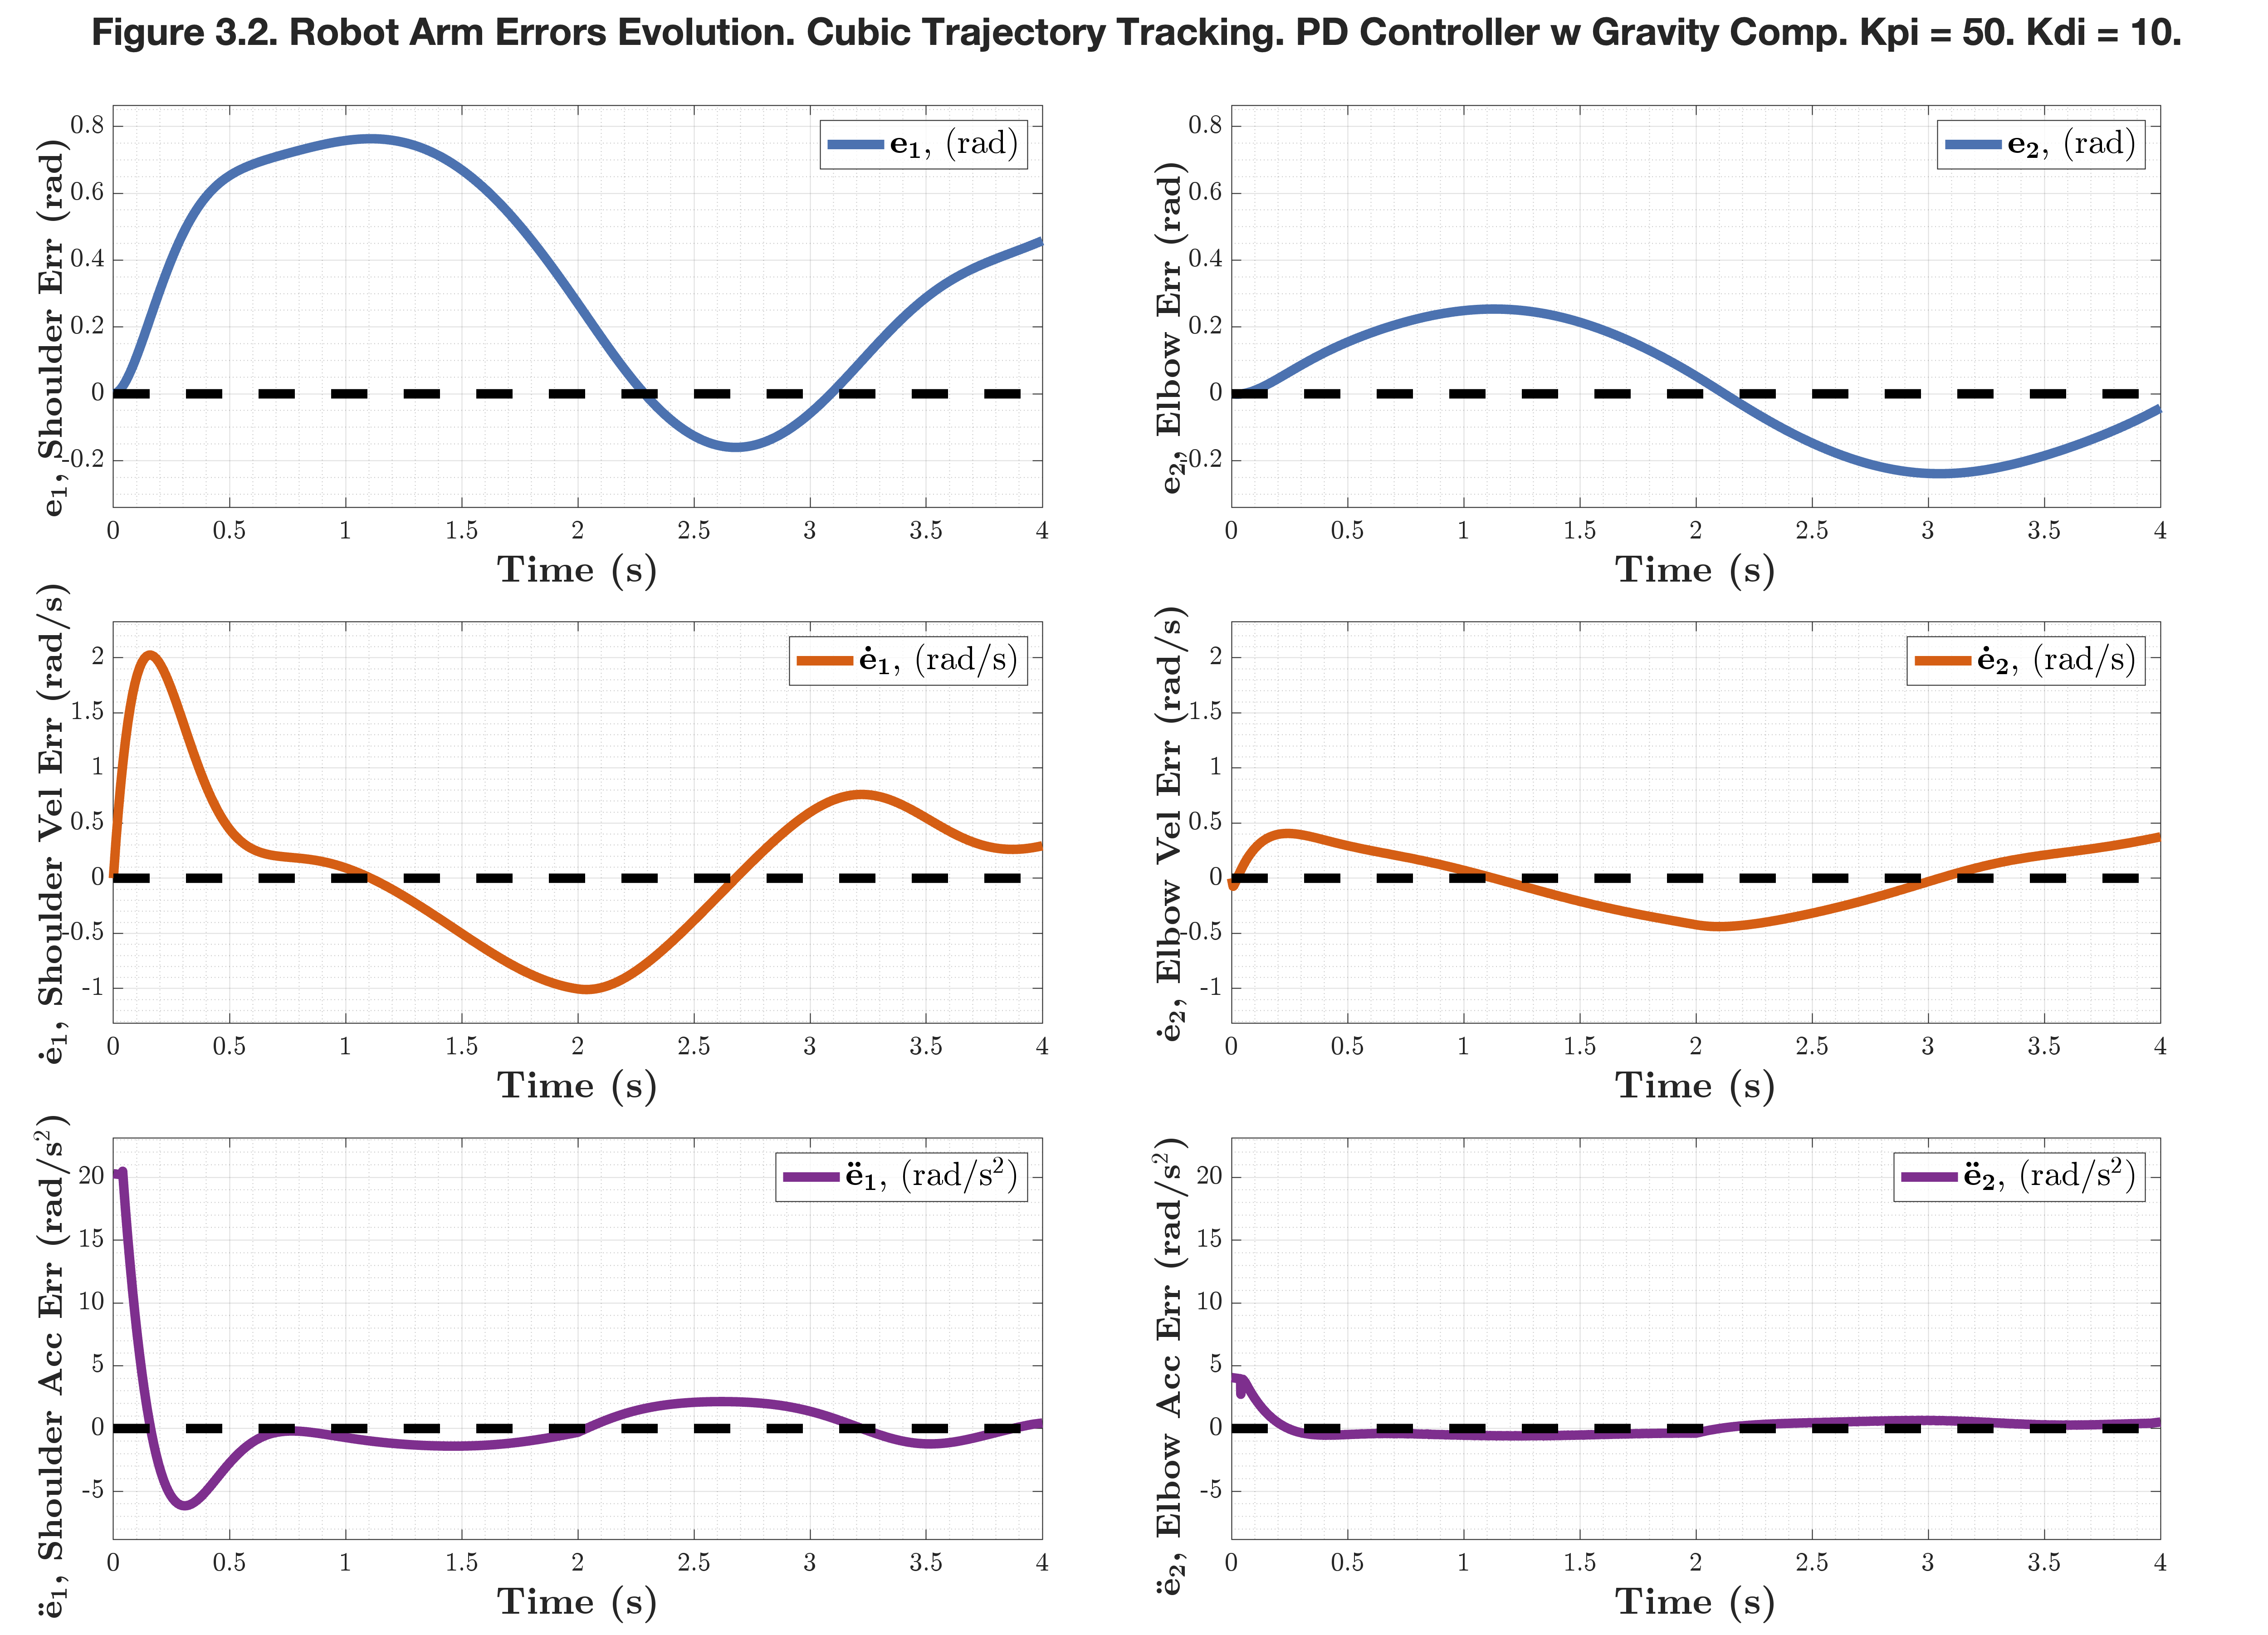 Figure 3.2. Robot Arm Errors Evolution. Cubic Trajectory Tracking. PD Controller w Gravity Comp. Kpi = 50. Kdi = 10.
e₁, Shoulder Err (rad)
0.8
0.6
0.4
0.2
0
-0.2
e₁, (rad)
0 0.5 1 1.5 2 2.5 3 3.5 4
Time (s)
e₂, Elbow Err (rad)
0.8
0.6
0.4
0.2
0
-0.2
e₂, (rad)
0 0.5 1 1.5 2 2.5 3 3.5 4
Time (s)
ė₁, Shoulder Vel Err (rad/s)
2
1.5
1
0.5
0
-0.5
-1
ė₁, (rad/s)
0 0.5 1 1.5 2 2.5 3 3.5 4
Time (s)
ė₂, Elbow Vel Err (rad/s)
2
1.5
1
0.5
0
-0.5
-1
ė₂, (rad/s)
0 0.5 1 1.5 2 2.5 3 3.5 4
Time (s)
ë₁, Shoulder Acc Err (rad/s²)
20
15
10
5
0
-5
ë₁, (rad/s²)
0 0.5 1 1.5 2 2.5 3 3.5 4
Time (s)
ë₂, Elbow Acc Err (rad/s²)
20
15
10
5
0
-5
ë₂, (rad/s²)
0 0.5 1 1.5 2 2.5 3 3.5 4
Time (s)